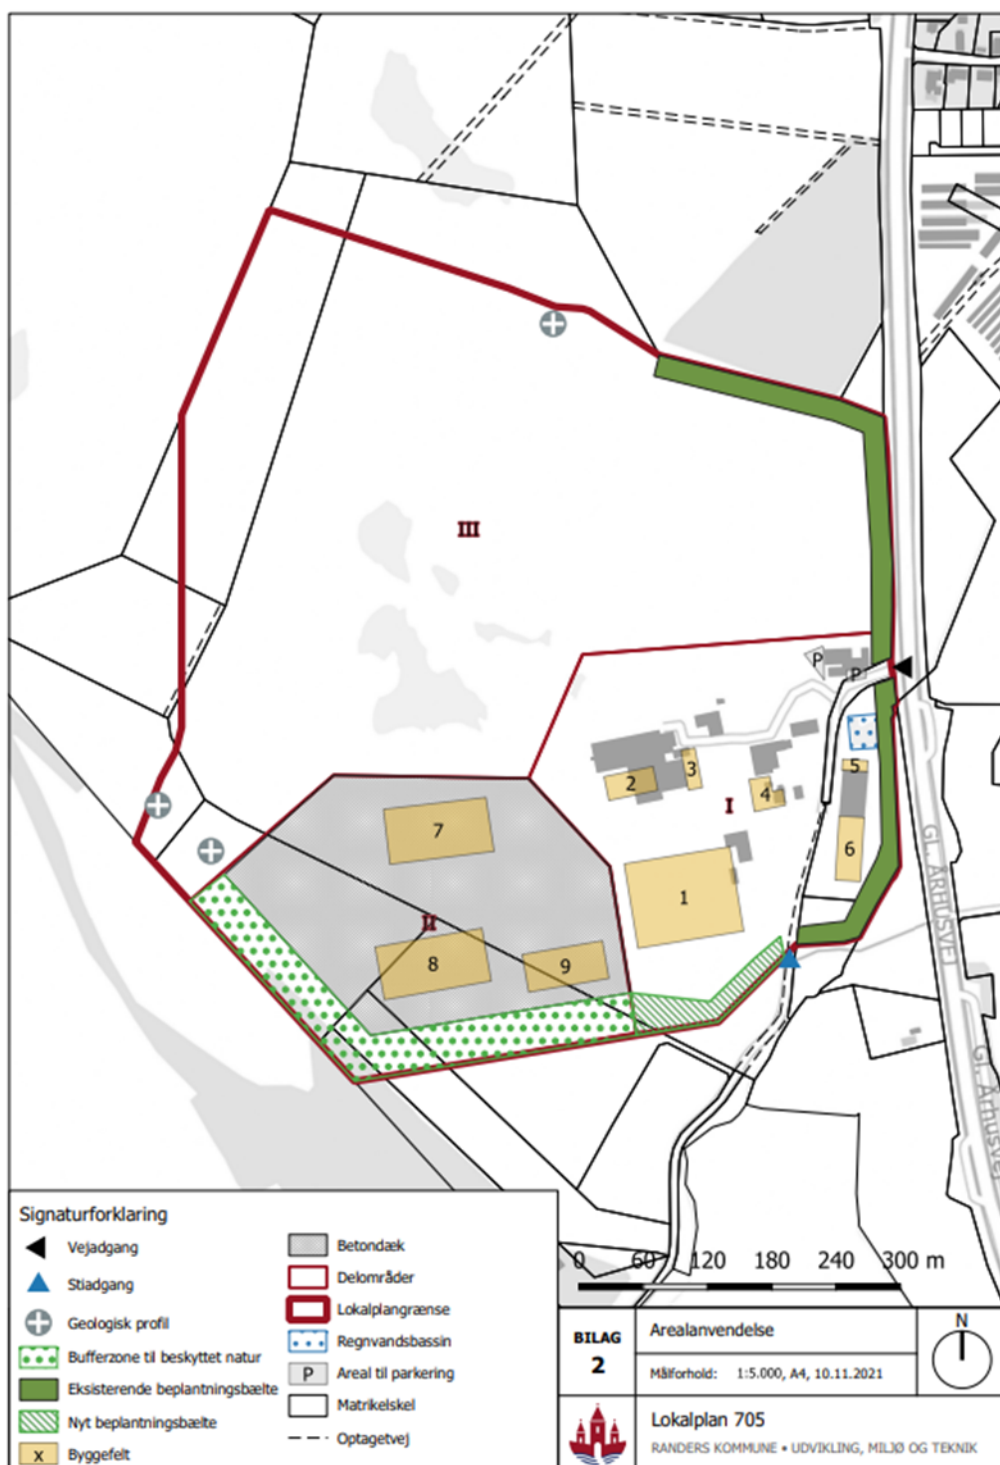 III
P
P
5
3
2
4
I
7
6
1
II
8
9
GL. ÅRHUSVEJ
Gl. Århusvej
Signaturforklaring
Vejadgang
Stiadgang
Geologisk profil
Bufferzone til beskyttet natur
Eksisterende beplantningsbælte
Nyt beplantningsbælte
x Byggefelt
Betondæk
Delområder
Lokalplangrænse
Regnvandsbassin
P Areal til parkering
Matrikelskel
Optagetvej
0 60 120 180 240 300 m
BILAG
2
Arealanvendelse
Målforhold: 1:5.000, A4, 10.11.2021
N
Lokalplan 705
RANDERS KOMMUNE • UDVIKLING, MILJØ OG TEKNIK